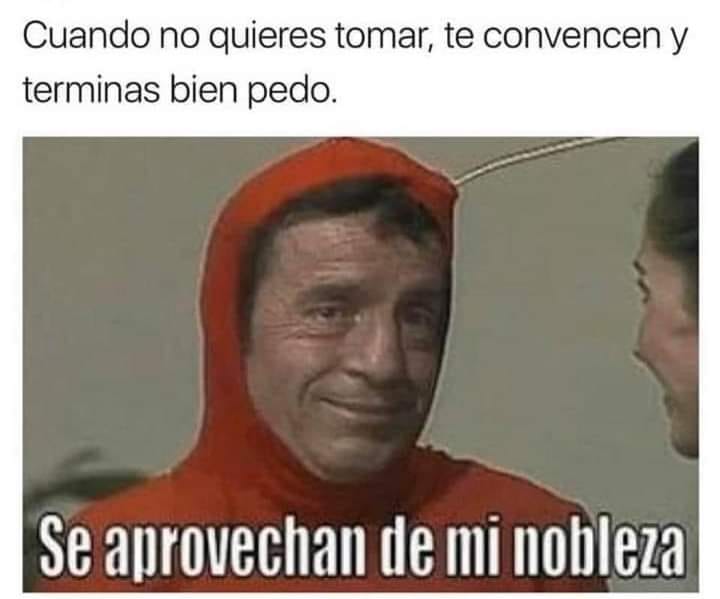 Cuando no quieres tomar, te convencen y
terminas bien pedo.
Se aprovechan de mi nobleza